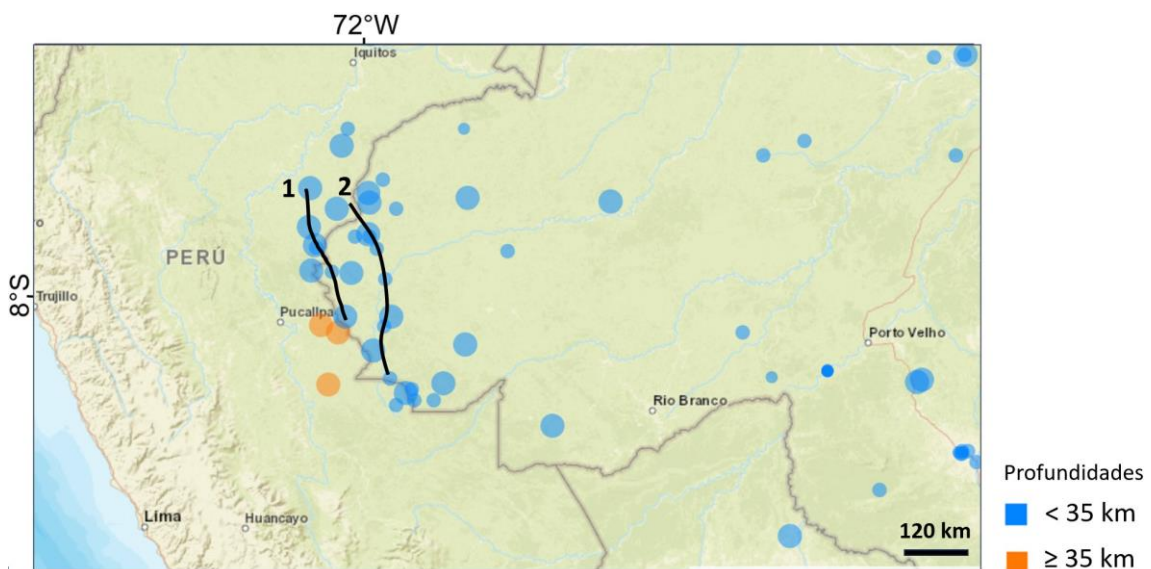 72°W
Iquitos
1
2
PERÚ
8°S
Trujillo
Pucallpa
Porto Velho
Rio Branco
Lima
Huancayo
120 km
Profundidades
< 35 km
≥ 35 km